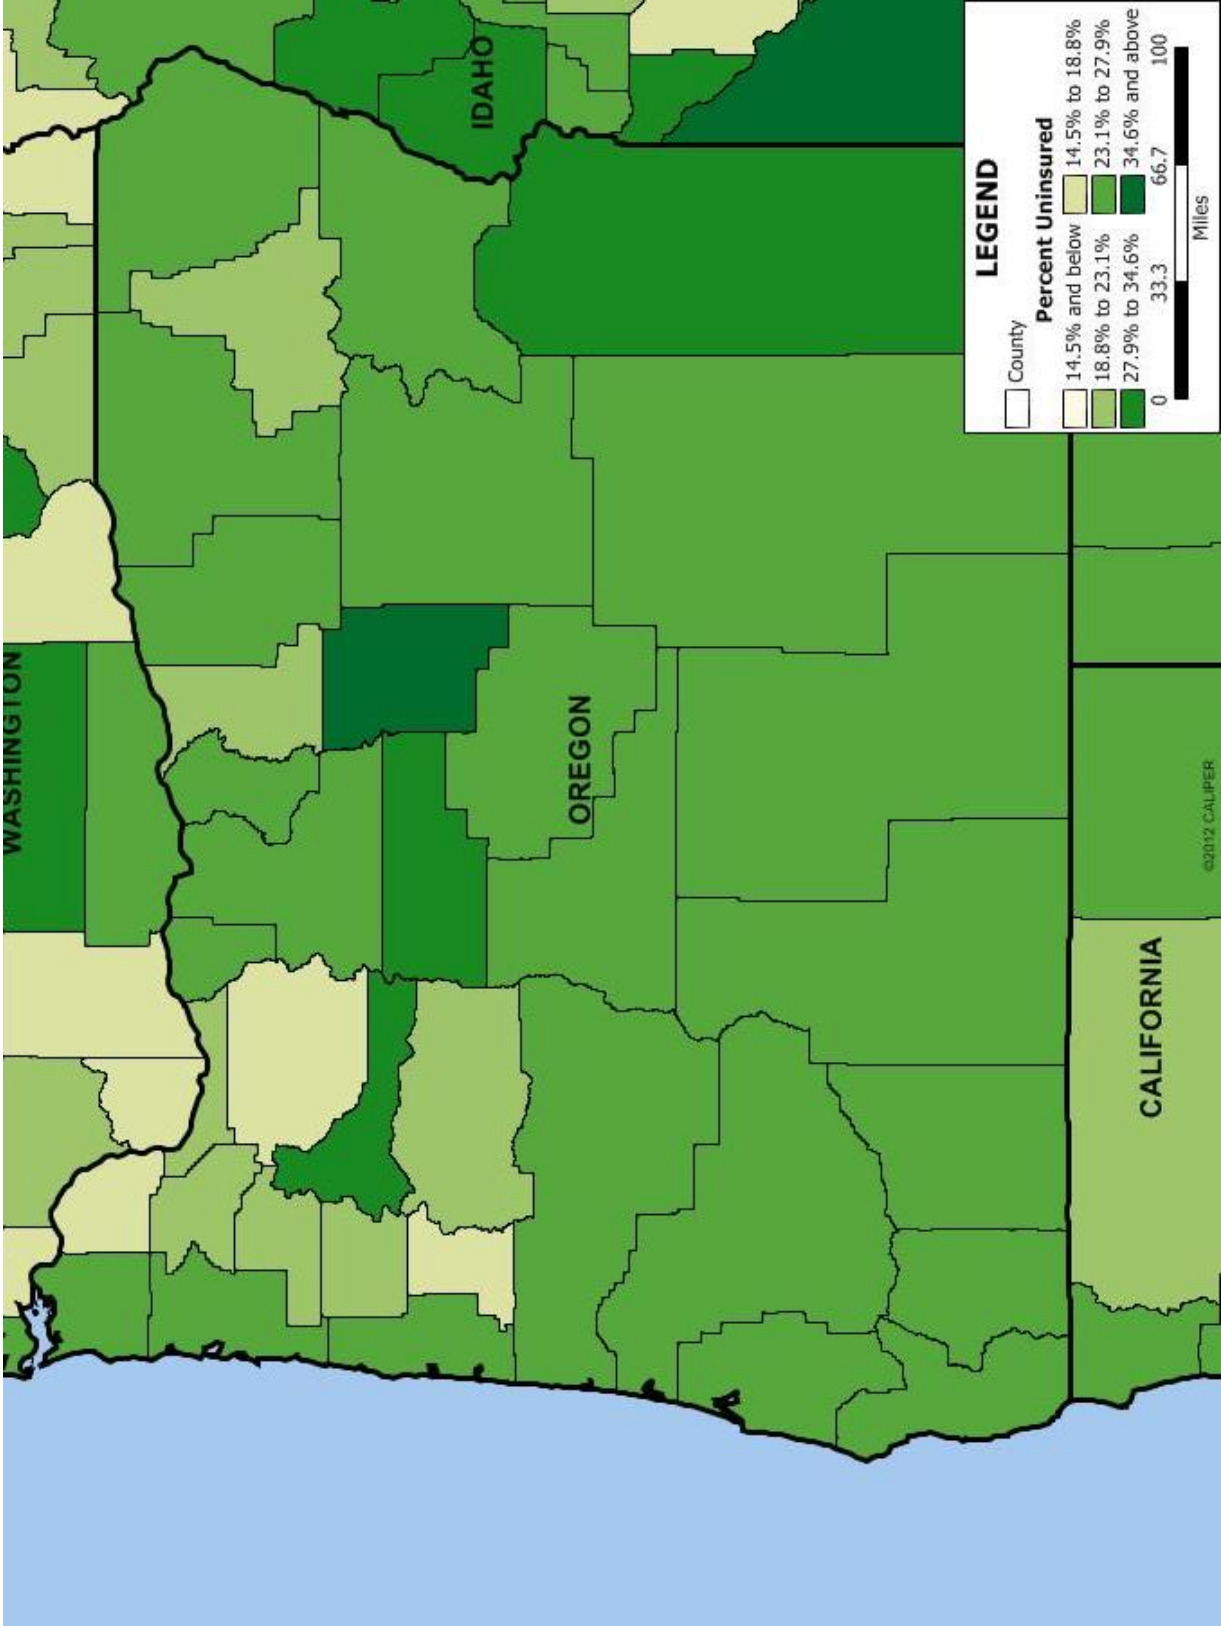 WASHINGTON
IDAHO
OREGON
CALIFORNIA
©2012 CALIPER
LEGEND
County
Percent Uninsured
14.5% and below 14.5% to 18.8%
18.8% to 23.1% 23.1% to 27.9%
27.9% to 34.6% 34.6% and above
0 33.3 66.7 100
Miles